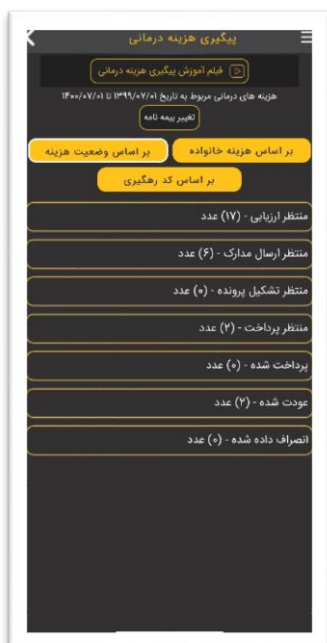 پیگیری هزینه درمانی
فیلم آموزش پیگیری هزینه درمانی
هزینه های درمانی مربوط به تاریخ ۱۳۹۹/۰۷/۰۱ تا ۱۴۰۰/۰۷/۰۱
تغییر بیمه نامه
بر اساس هزینه خانواده
بر اساس وضعیت هزینه
بر اساس کد رهگیری
منتظر ارزیابی - (۱۷) عدد
منتظر ارسال مدارک - (۶) عدد
منتظر تشکیل پرونده - (۰) عدد
منتظر پرداخت - (۲) عدد
پرداخت شده - (۰) عدد
عودت شده - (۲) عدد
انصراف داده شده - (۰) عدد